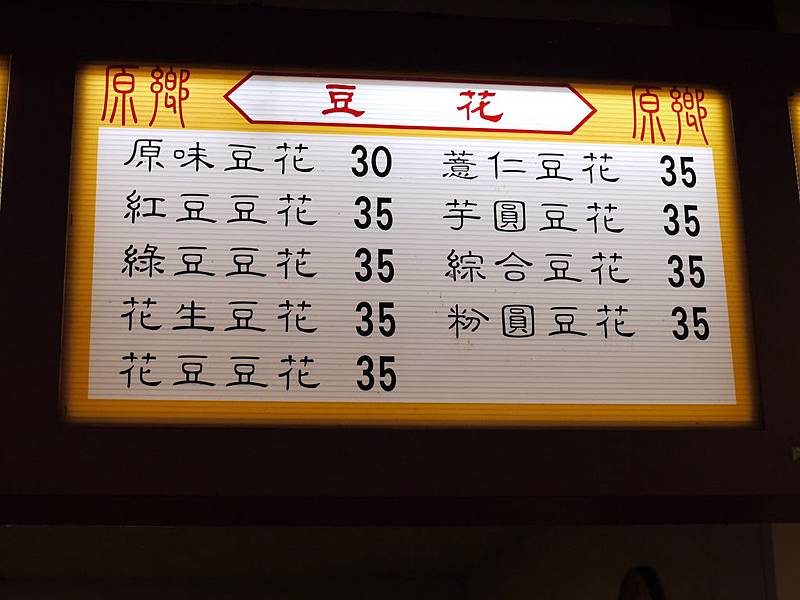 原鄉 豆花 原鄉
原味豆花 30
紅豆豆花 35
綠豆豆花 35
花生豆花 35
花豆豆花 35
薏仁豆花 35
芋圓豆花 35
綜合豆花 35
粉圓豆花 35